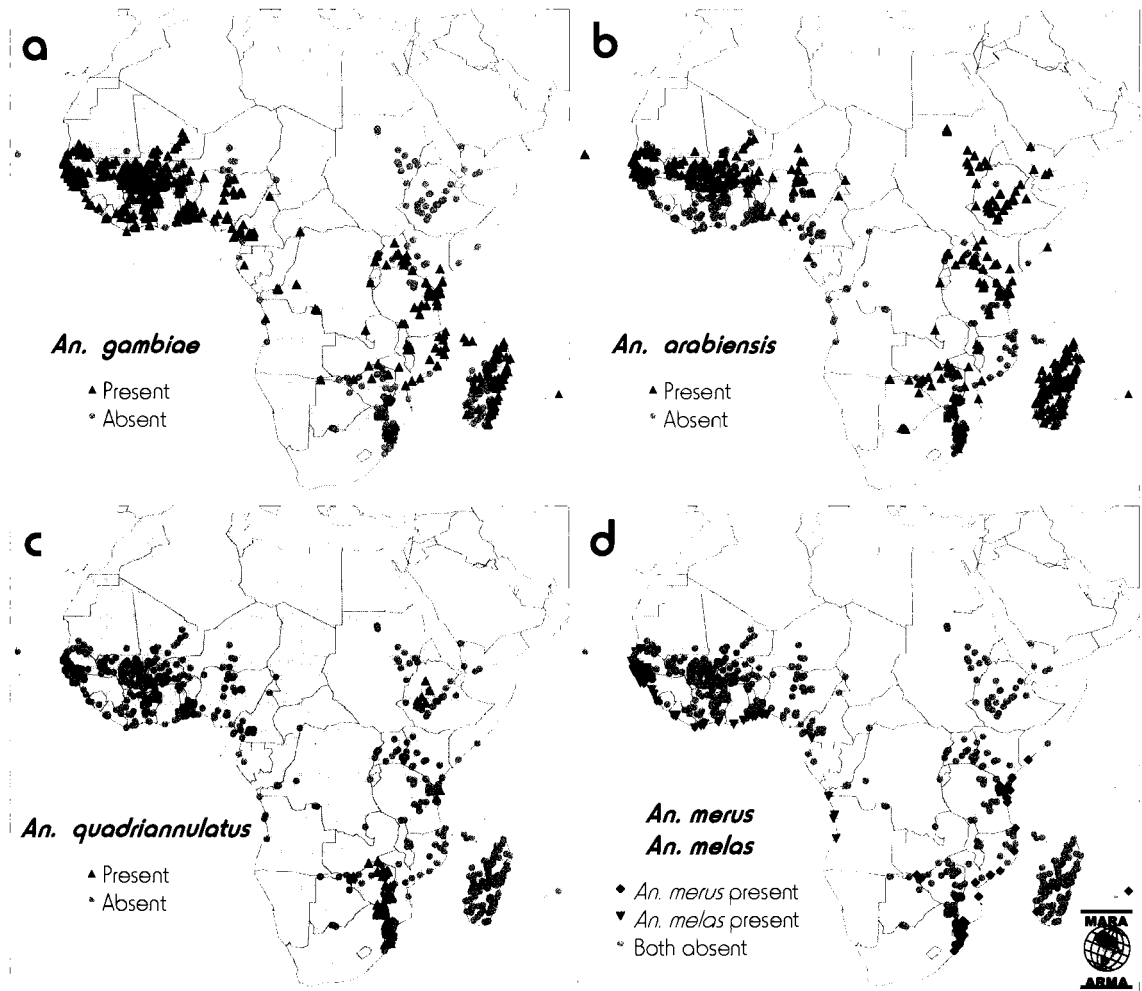 a
An. gambiae
Present
Absent
b
An. arabiensis
Present
Absent
c
An. quadriannulatus
Present
Absent
d
An. merus
An. melas
An. merus present
An. melas present
Both absent
MARA
ARMA